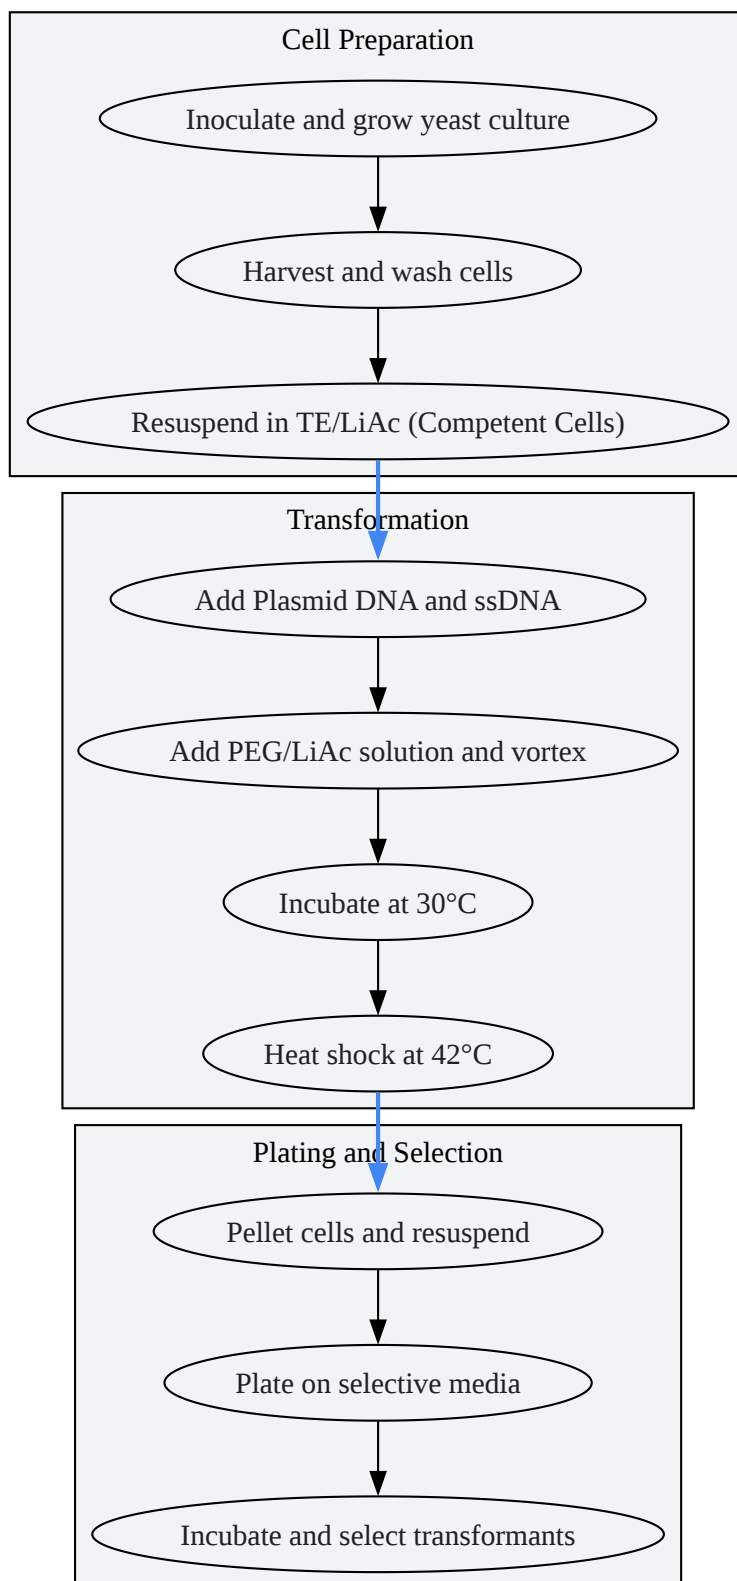 Cell Preparation
Inoculate and grow yeast culture
Harvest and wash cells
Resuspend in TE/LiAc (Competent Cells)
Transformation
Add Plasmid DNA and ssDNA
Add PEG/LiAc solution and vortex
Incubate at 30°C
Heat shock at 42°C
Plating and Selection
Pellet cells and resuspend
Plate on selective media
Incubate and select transformants